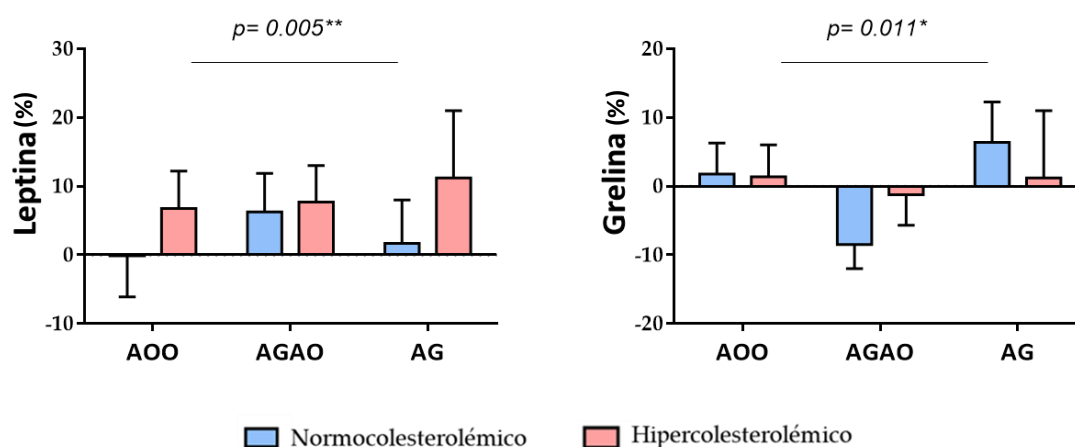 p= 0.005**
30
20
10
0
-10
Leptina (%)
AOO AGAO AG
p= 0.011*
20
10
0
-10
-20
Grelina (%)
AOO AGAO AG
Normocolesterolémico Hipercolesterolémico